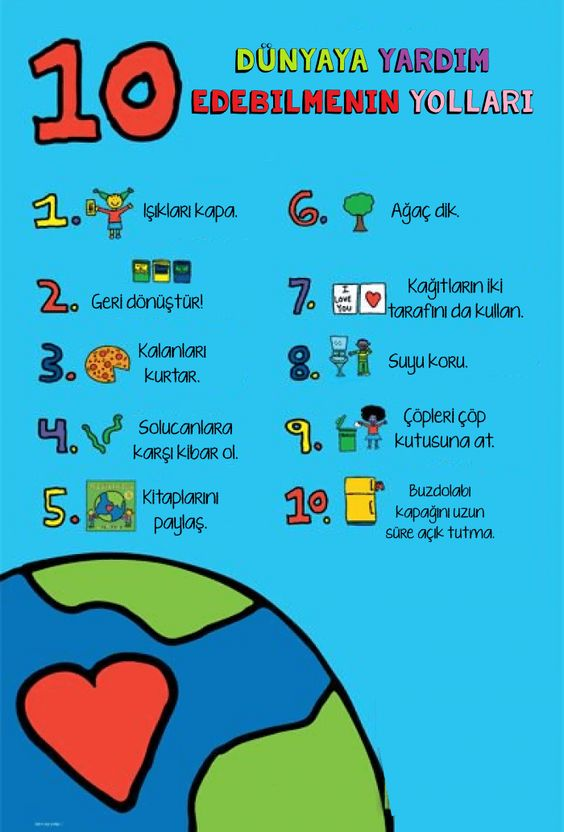 10
DÜNYAYA YARDIM
EDEBİLMENİN YOLLARI
1. Işıkları kapa.
2. Geri dönüştür!
3. Kalanları
kurtar.
4. Solucanlara
karşı kibar ol.
5. Kitaplarını
paylaş.
6. Ağaç dik.
7. Kağıtların iki
tarafını da kullan.
I
LOVE
YOU
8. Suyu koru.
9. Çöpleri çöp
kutusuna at.
10. Buzdolabı
kapağını uzun
süre açık tutma.